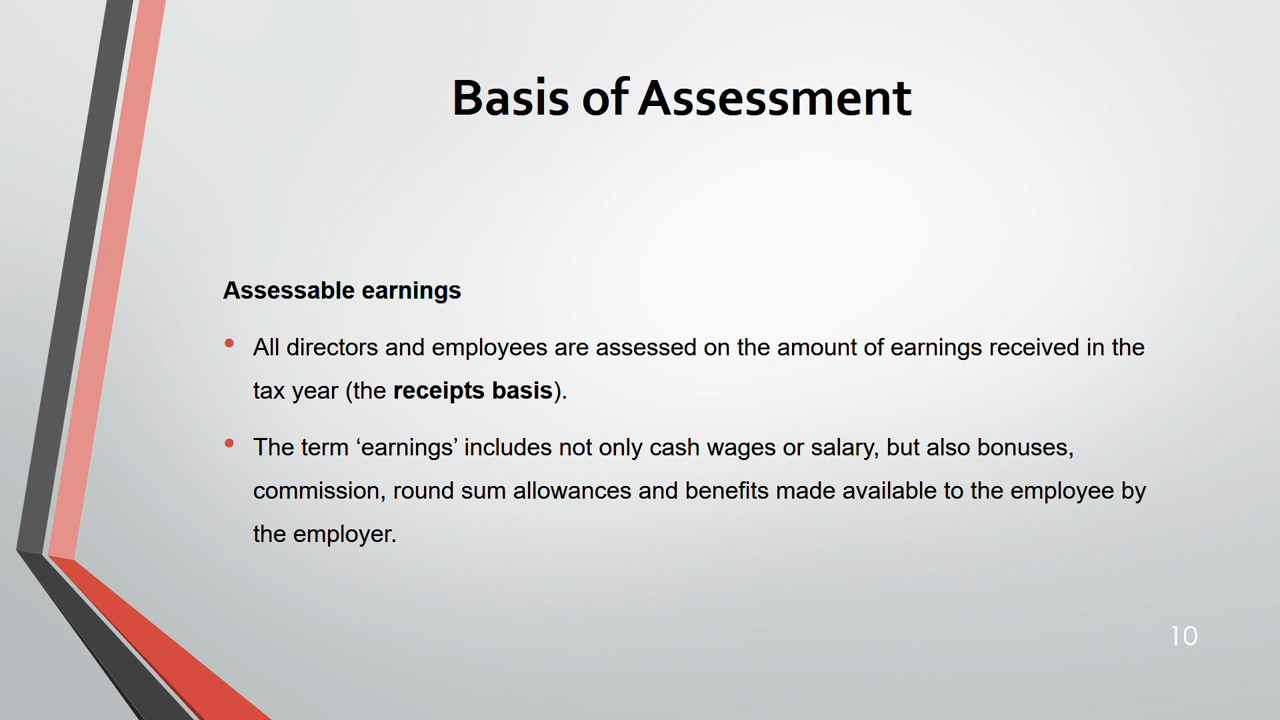 Basis of Assessment
Assessable earnings
• All directors and employees are assessed on the amount of earnings received in the
tax year (the receipts basis).
• The term ‘earnings’ includes not only cash wages or salary, but also bonuses,
commission, round sum allowances and benefits made available to the employee by
the employer.
10